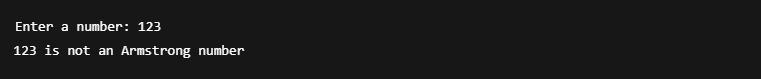 Enter a number: 123
123 is not an Armstrong number